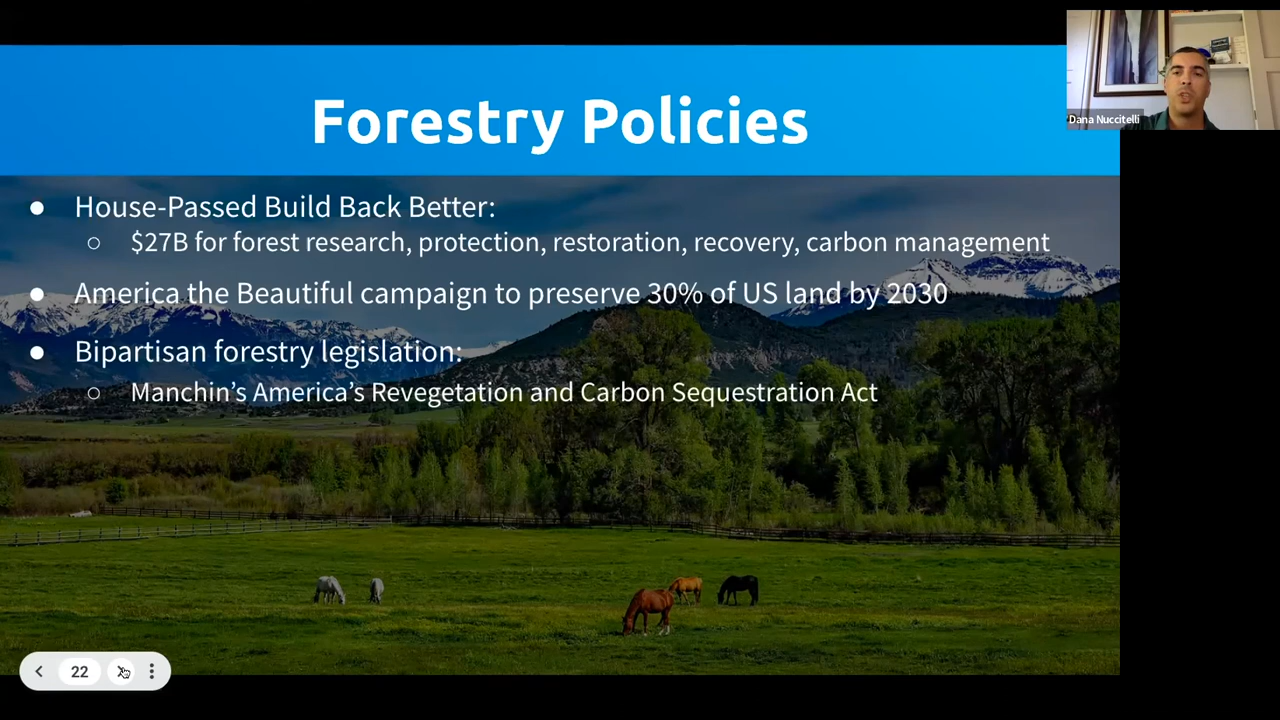 Forestry Policies
Dana Nuccitelli
● House-Passed Build Back Better:
○ $27B for forest research, protection, restoration, recovery, carbon management
● America the Beautiful campaign to preserve 30% of US land by 2030
● Bipartisan forestry legislation:
○ Manchin’s America’s Revegetation and Carbon Sequestration Act
22